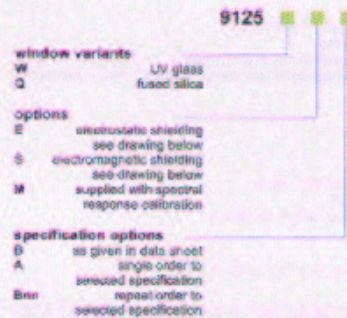 9125
window variants
W UV glass
Q fused silica
options
E electrostatic shielding
see drawing below
S electromagnetic shielding
see drawing below
M supplied with spectral
response calibration
specification options
B as given in data sheet
A single order to
selected specification
Bnn repeat order to
selected specification